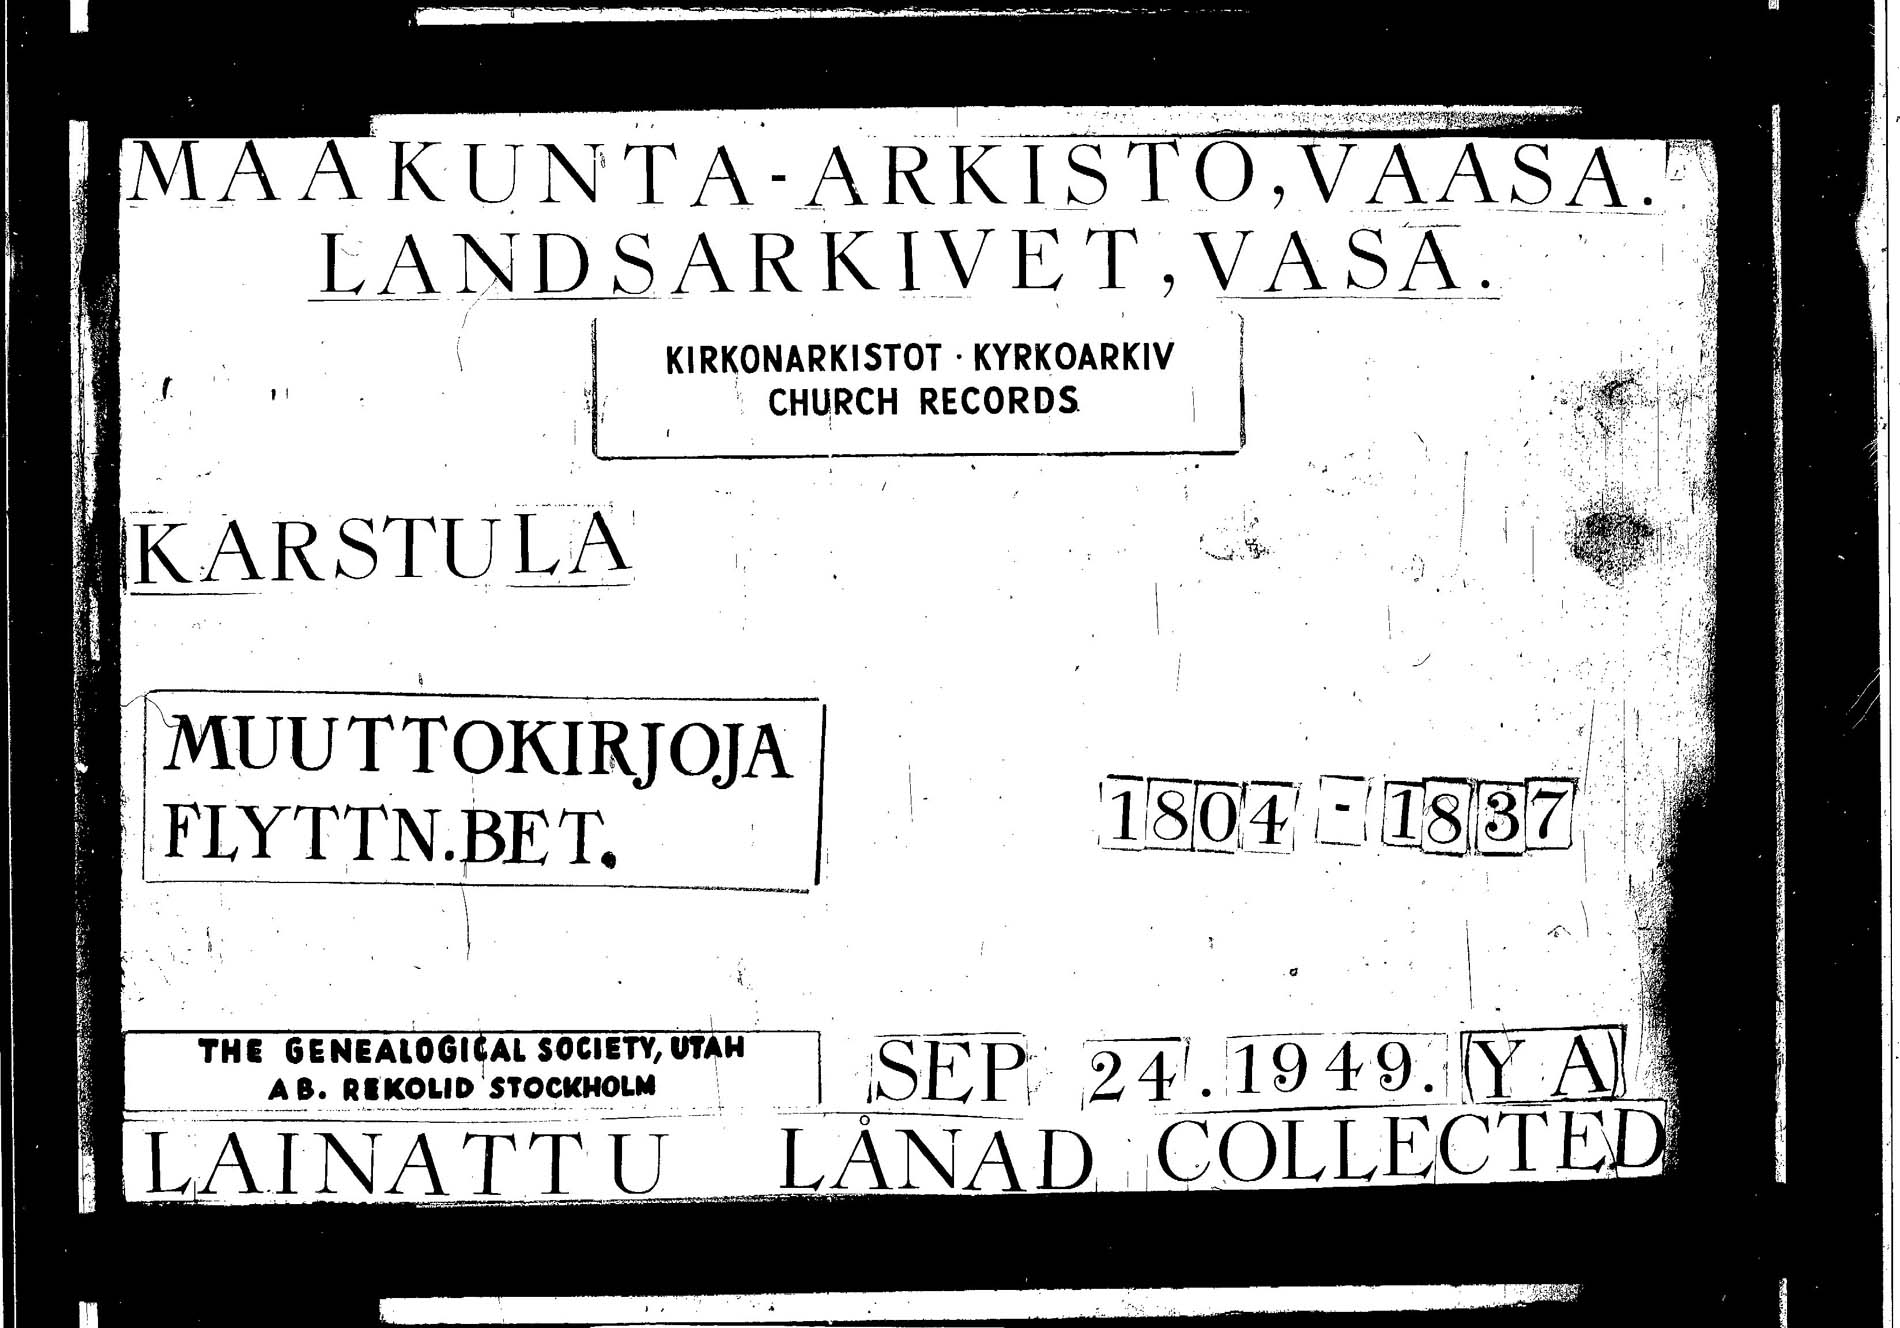 MAAKUNTA-ARKISTO, VAASA.
LANDSARKIVET, VASA.
KIRKONARKISTOT · KYRKOARKIV
CHURCH RECORDS
KARSTULA
MUUTTOKIRJOJA
FLYTTN.BET.
1804 - 1837
THE GENEALOGICAL SOCIETY, UTAH
AB. REKOLID STOCKHOLM
SEP 24. 1949. (Y A)
LAINATTU LÅNAD COLLECTED